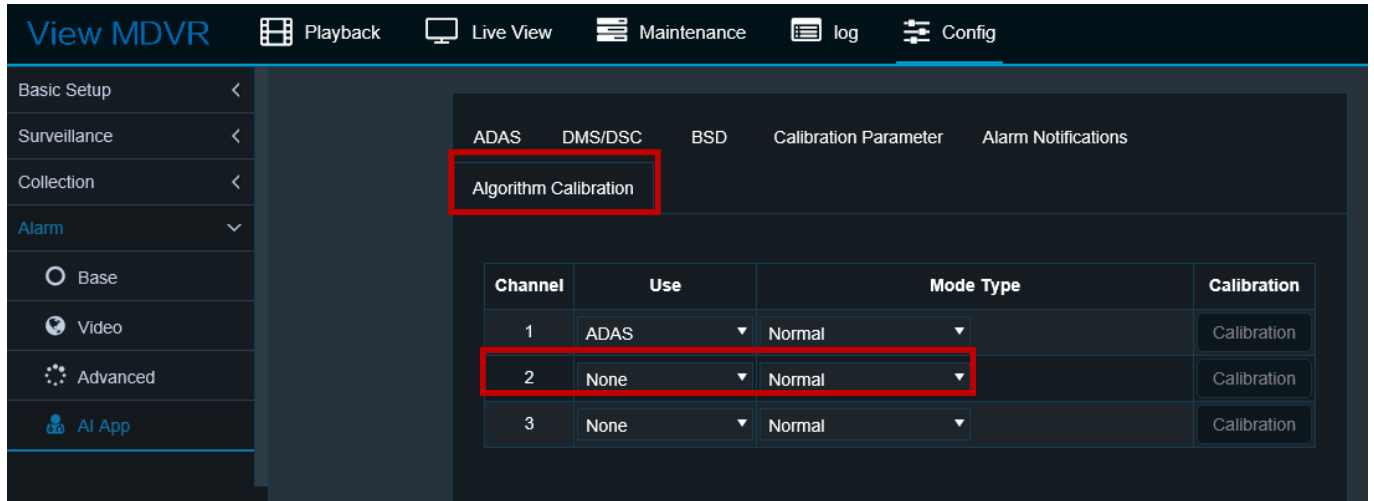 View MDVR Playback Live View Maintenance log Config
Basic Setup
Surveillance
Collection
Alarm
Base
Video
Advanced
AI App
ADAS DMS/DSC BSD Calibration Parameter Alarm Notifications
Algorithm Calibration
Channel Use Mode Type Calibration
1 ADAS Normal Calibration
2 None Normal Calibration
3 None Normal Calibration